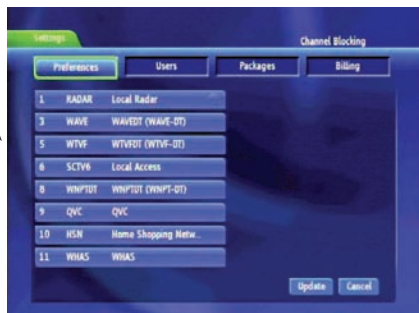 Settings
Channel Blocking
Preferences Users Packages Billing
1 RADAR Local Radar
3 WAVE WAVEDT (WAVE-DT)
5 WTVF WTVFDT (WTVF-DT)
6 SCTV6 Local Access
8 WNPTDT WNPTDT (WNPT-DT)
9 QVC QVC
10 HSN Home Shopping Netw...
11 WHAS WHAS
Update Cancel